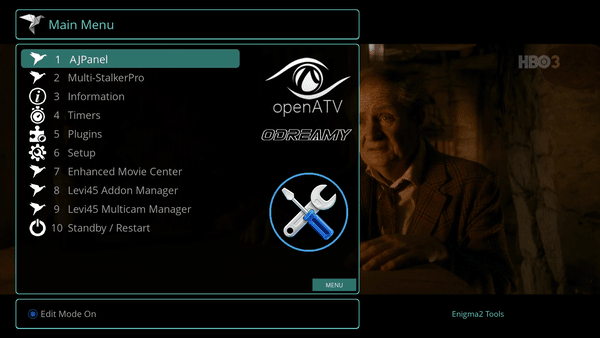 Main Menu
1 AJPanel
2 Multi-StalkerPro
3 Information
4 Timers
5 Plugins
6 Setup
7 Enhanced Movie Center
8 Levi45 Addon Manager
9 Levi45 Multicam Manager
10 Standby / Restart
openATV
ODREAMY
HBO3
MENU
Edit Mode On
Enigma2 Tools